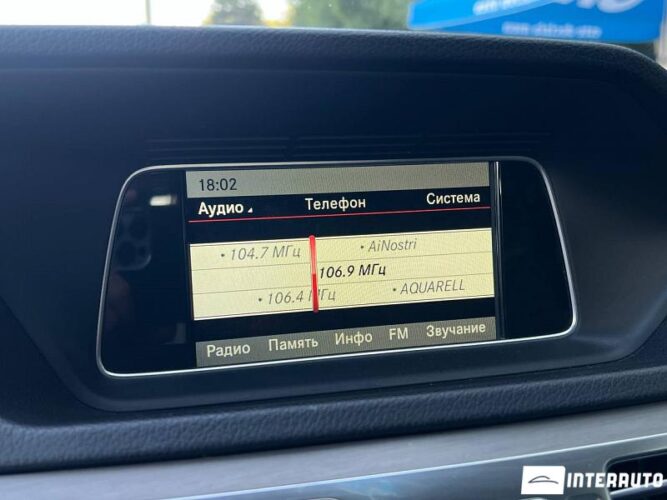 18:02
Аудио Телефон Система
• 104.7 МГц • AiNostri
106.9 МГц
• 106.4 МГц • AQUARELL
Радио Память Инфо FM Звучание
INTERAUTO